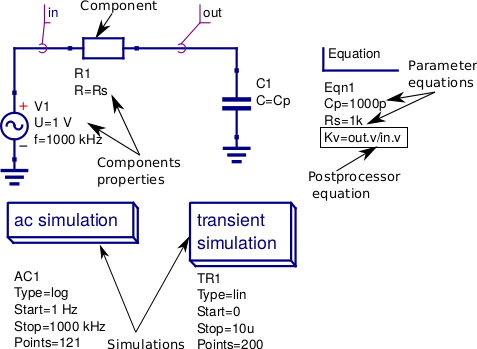 Component
in
out
R1
R=Rs
C1
C=Cp
V1
U=1 V
f=1000 kHz
Components
properties
Equation
Parameter
equations
Eqn1
Cp=1000p
Rs=1k
Kv=out.v/in.v
Postprocessor
equation
ac simulation
transient
simulation
AC1
Type=log
Start=1 Hz
Stop=1000 kHz
Points=121
Simulations
TR1
Type=lin
Start=0
Stop=10u
Points=200